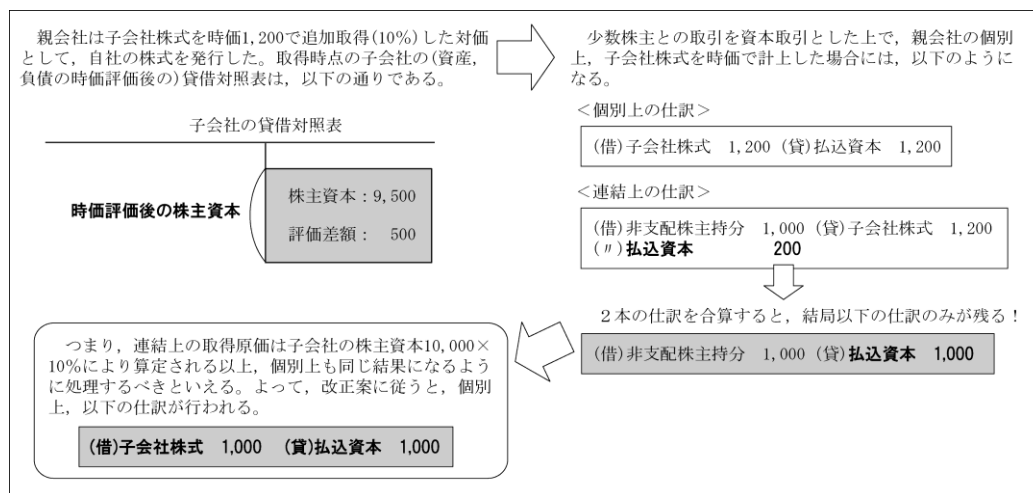 親会社は子会社株式を時価1,200で追加取得(10%)した対価
として，自社の株式を発行した。取得時点の子会社の(資産，
負債の時価評価後の)貸借対照表は，以下の通りである。
子会社の貸借対照表
時価評価後の株主資本
株主資本：9,500
評価差額：　500
少数株主との取引を資本取引とした上で，親会社の個別
上，子会社株式を時価で計上した場合には，以下のように
なる。
＜個別上の仕訳＞
(借)子会社株式　1,200 (貸)払込資本　1,200
＜連結上の仕訳＞
(借)非支配株主持分　1,000 (貸)子会社株式　1,200
(〃)払込資本　200
２本の仕訳を合算すると，結局以下の仕訳のみが残る！
(借)非支配株主持分　1,000 (貸)払込資本　1,000
つまり，連結上の取得原価は子会社の株主資本10,000×
10%により算定される以上，個別上も同じ結果になるよう
に処理するべきといえる。よって，改正案に従うと，個別
上，以下の仕訳が行われる。
(借)子会社株式　1,000　(貸)払込資本　1,000